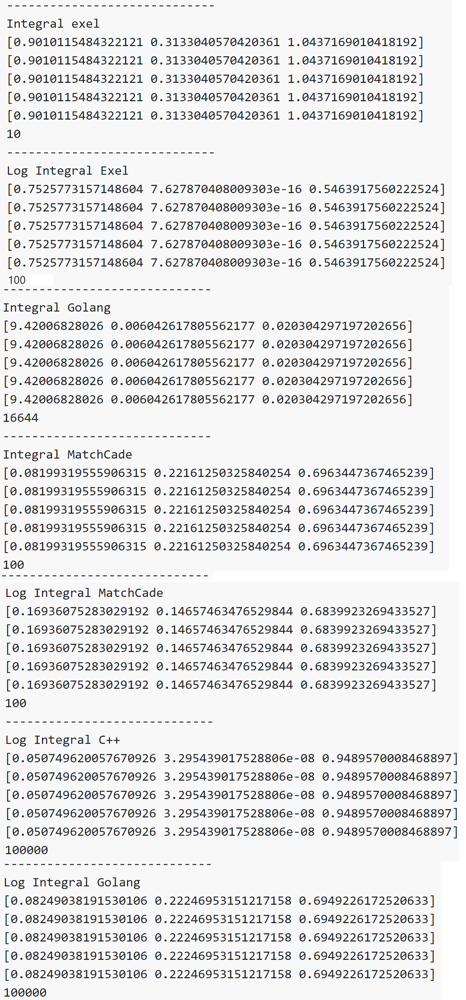 -----------------------------
Integral exel
[0.9010115484322121 0.3133040570420361 1.0437169010418192]
[0.9010115484322121 0.3133040570420361 1.0437169010418192]
[0.9010115484322121 0.3133040570420361 1.0437169010418192]
[0.9010115484322121 0.3133040570420361 1.0437169010418192]
[0.9010115484322121 0.3133040570420361 1.0437169010418192]
10
-----------------------------
Log Integral Exel
[0.7525773157148604 7.627870408009303e-16 0.5463917560222524]
[0.7525773157148604 7.627870408009303e-16 0.5463917560222524]
[0.7525773157148604 7.627870408009303e-16 0.5463917560222524]
[0.7525773157148604 7.627870408009303e-16 0.5463917560222524]
[0.7525773157148604 7.627870408009303e-16 0.5463917560222524]
100
-----------------------------
Integral Golang
[9.42006828026 0.006042617805562177 0.020304297197202656]
[9.42006828026 0.006042617805562177 0.020304297197202656]
[9.42006828026 0.006042617805562177 0.020304297197202656]
[9.42006828026 0.006042617805562177 0.020304297197202656]
[9.42006828026 0.006042617805562177 0.020304297197202656]
16644
-----------------------------
Integral MatchCade
[0.08199319555906315 0.22161250325840254 0.6963447367465239]
[0.08199319555906315 0.22161250325840254 0.6963447367465239]
[0.08199319555906315 0.22161250325840254 0.6963447367465239]
[0.08199319555906315 0.22161250325840254 0.6963447367465239]
[0.08199319555906315 0.22161250325840254 0.6963447367465239]
100
-----------------------------
Log Integral MatchCade
[0.16936075283029192 0.14657463476529844 0.6839923269433527]
[0.16936075283029192 0.14657463476529844 0.6839923269433527]
[0.16936075283029192 0.14657463476529844 0.6839923269433527]
[0.16936075283029192 0.14657463476529844 0.6839923269433527]
[0.16936075283029192 0.14657463476529844 0.6839923269433527]
100
-----------------------------
Log Integral C++
[0.050749620057670926 3.295439017528806e-08 0.9489570008468897]
[0.050749620057670926 3.295439017528806e-08 0.9489570008468897]
[0.050749620057670926 3.295439017528806e-08 0.9489570008468897]
[0.050749620057670926 3.295439017528806e-08 0.9489570008468897]
[0.050749620057670926 3.295439017528806e-08 0.9489570008468897]
100000
-----------------------------
Log Integral Golang
[0.08249038191530106 0.22246953151217158 0.6949226172520633]
[0.08249038191530106 0.22246953151217158 0.6949226172520633]
[0.08249038191530106 0.22246953151217158 0.6949226172520633]
[0.08249038191530106 0.22246953151217158 0.6949226172520633]
[0.08249038191530106 0.22246953151217158 0.6949226172520633]
100000